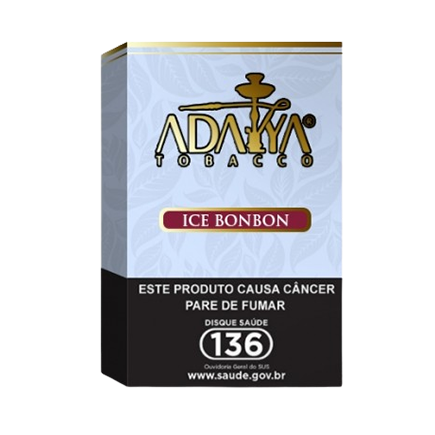 ADALYA®
TOBACCO
ICE BONBON
ESTE PRODUTO CAUSA CÂNCER
PARE DE FUMAR
DISQUE SAÚDE
136
Ouvidoria Geral do SUS
www.saude.gov.br